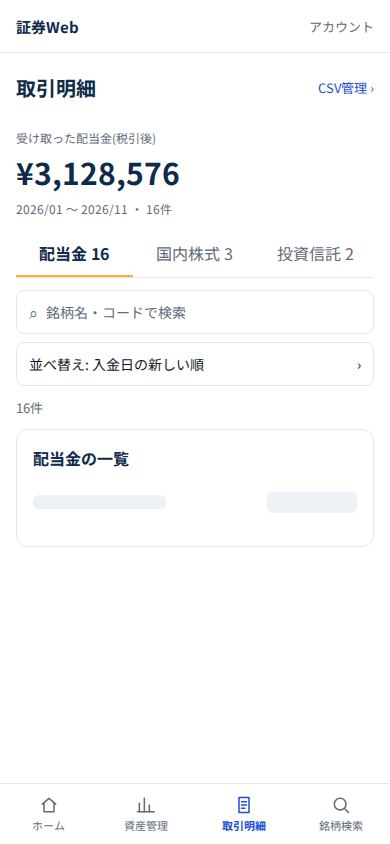 証券Web
アカウント
取引明細
CSV管理 ›
受け取った配当金(税引後)
¥3,128,576
2026/01 〜 2026/11 ・ 16件
配当金 16
国内株式 3
投資信託 2
銘柄名・コードで検索
並べ替え: 入金日の新しい順 ›
16件
配当金の一覧
ホーム
資産管理
取引明細
銘柄検索